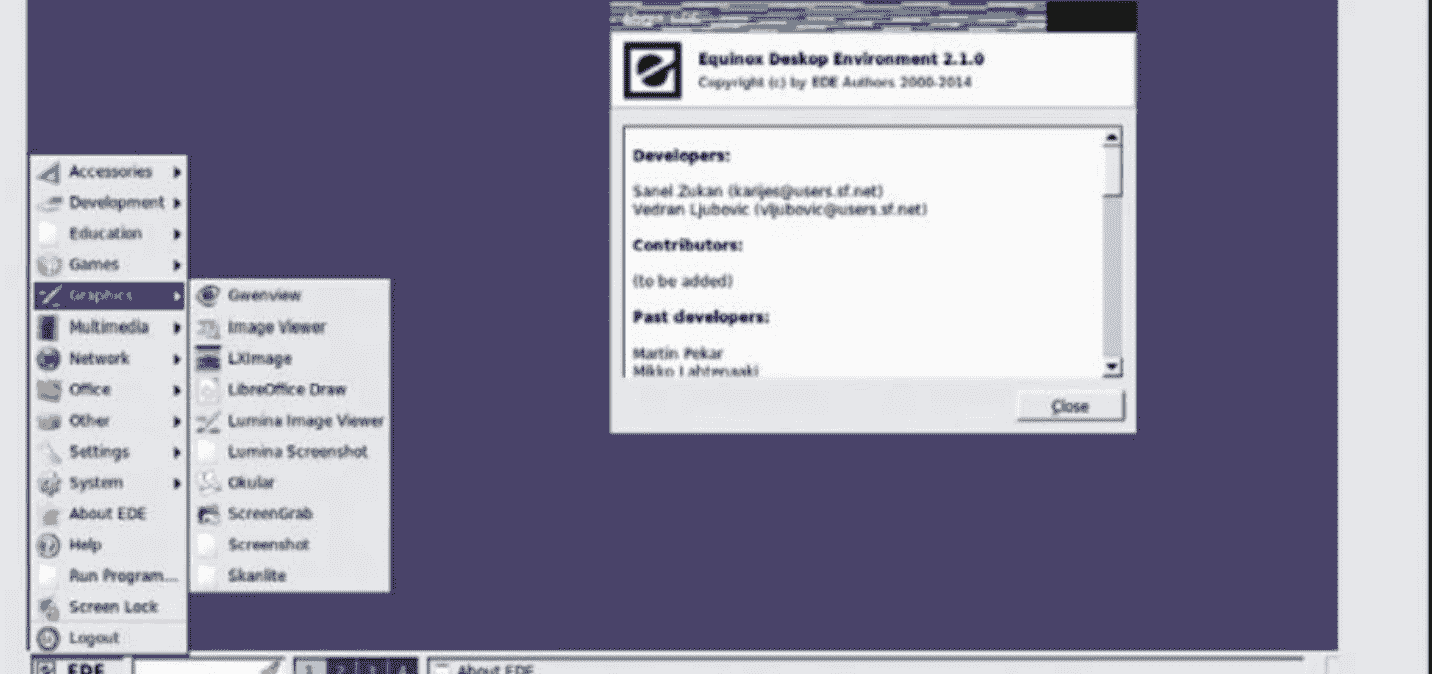 Equinox Deskop Environment 2.1.0
Copyright (c) by EDE Authors 2000-2014
Developers:
Sanel Zukan (karijes@users.sf.net)
Vedran Ljubovic (vljubovic@users.sf.net)
Contributors:
(to be added)
Past developers:
Martin Pekar
Mikko Lahtenaaki
Close
Accessories
Development
Education
Games
Graphics
Multimedia
Network
Office
Other
Settings
System
About EDE
Help
Run Program...
Screen Lock
Logout
Gwenview
Image Viewer
LXImage
LibreOffice Draw
Lumina Image Viewer
Lumina Screenshot
Okular
ScreenGrab
Screenshot
Skanlite
EDE 1 2 3 4 About EDE